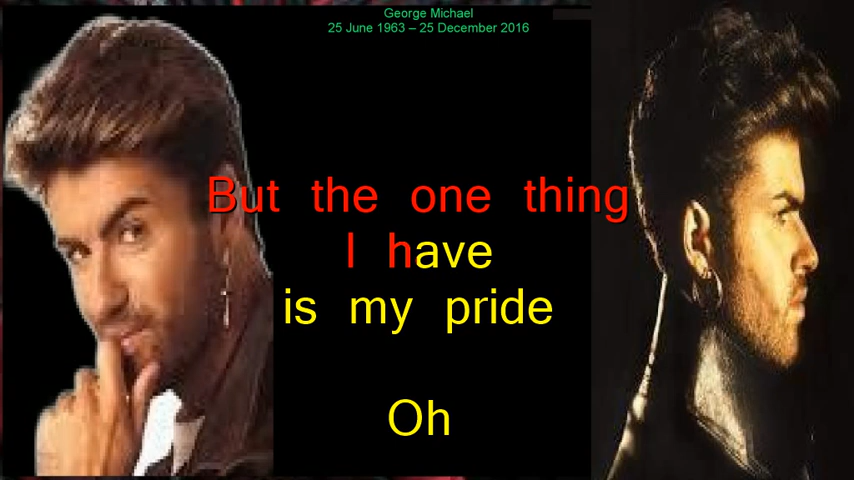 George Michael
25 June 1963 – 25 December 2016
But the one thing
I have
is my pride
Oh